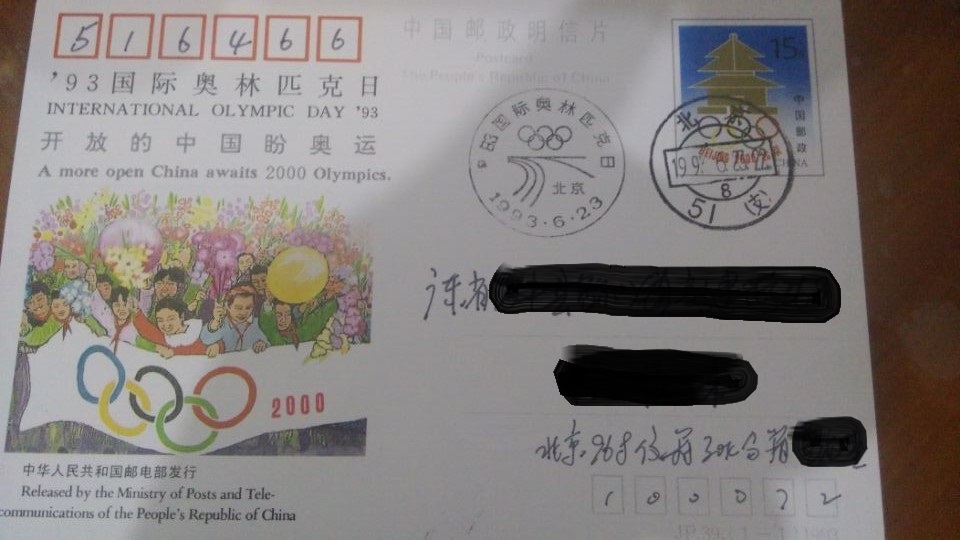 516466
'93国际奥林匹克日
INTERNATIONAL OLYMPIC DAY '93
开放的中国盼奥运
A more open China awaits 2000 Olympics.
2000
中华人民共和国邮电部发行
Released by the Ministry of Posts and Tele-
communications of the People's Republic of China
中国邮政明信片
Postcard
The People's Republic of China
15
中国邮政
CHINA
93国际奥林匹克日
北京
1993·6·23
北京
8
51(支)
广东省
北京
100072